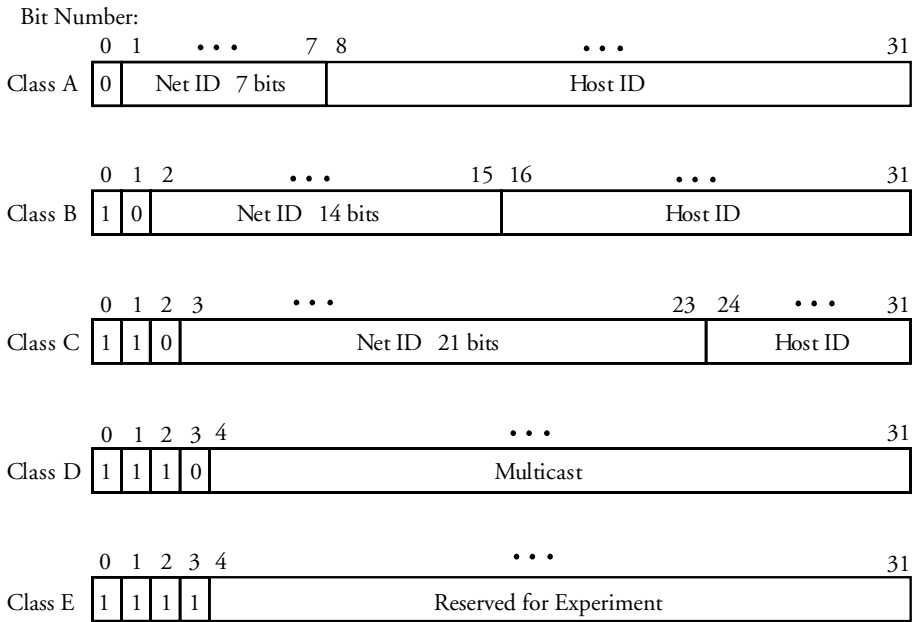 Bit Number:
0 1 • • • 7 8 • • • 31
Class A 0 Net ID 7 bits Host ID
0 1 2 • • • 15 16 • • • 31
Class B 1 0 Net ID 14 bits Host ID
0 1 2 3 • • • 23 24 • • • 31
Class C 1 1 0 Net ID 21 bits Host ID
0 1 2 3 4 • • • 31
Class D 1 1 1 0 Multicast
0 1 2 3 4 • • • 31
Class E 1 1 1 1 Reserved for Experiment